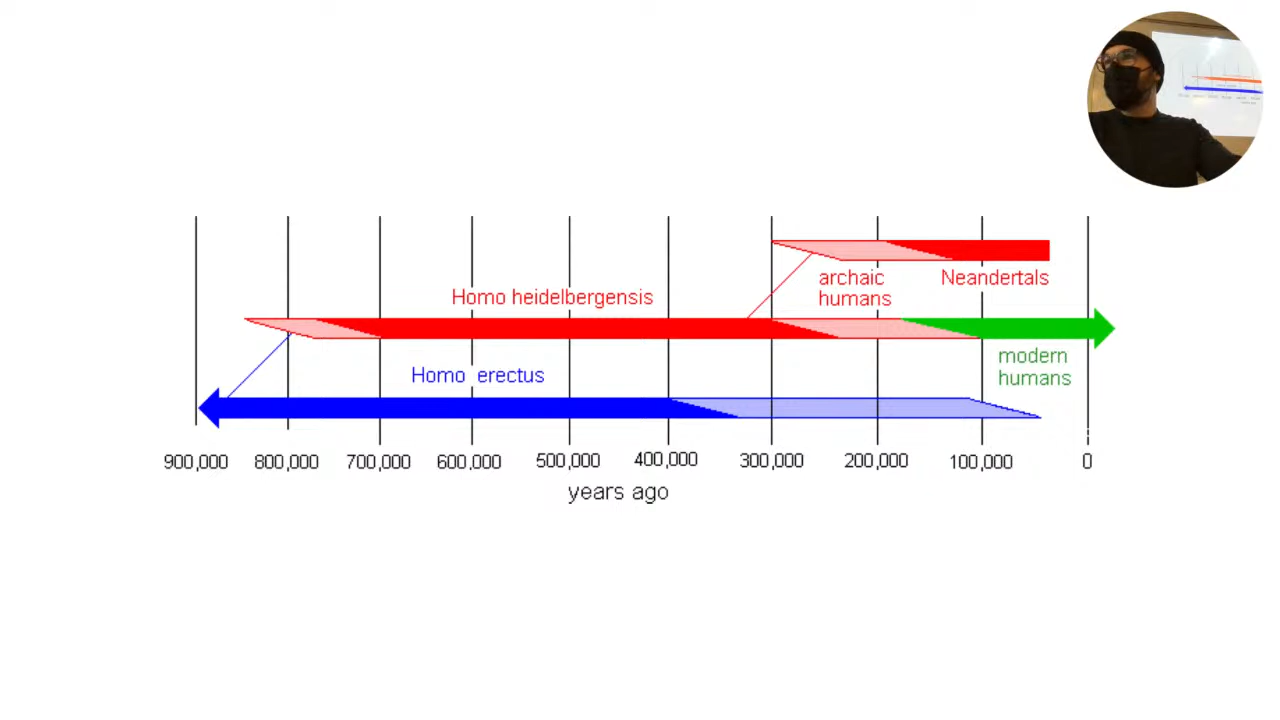 archaic
humans
Neandertals
Homo heidelbergensis
modern
humans
Homo erectus
900,000 800,000 700,000 600,000 500,000 400,000 300,000 200,000 100,000 0
years ago